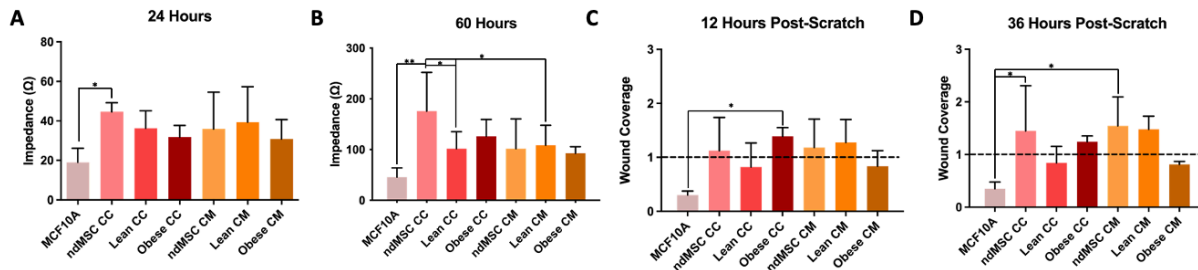 A
24 Hours
Impedance (Ω)
80
60
40
20
0
*
MCF10A
ndMSC CC
Lean CC
Obese CC
ndMSC CM
Lean CM
Obese CM
B
60 Hours
Impedance (Ω)
300
200
100
0
**
*
*
MCF10A
ndMSC CC
Lean CC
Obese CC
ndMSC CM
Lean CM
Obese CM
C
12 Hours Post-Scratch
Wound Coverage
3
2
1
0
*
MCF10A
ndMSC CC
Lean CC
Obese CC
ndMSC CM
Lean CM
Obese CM
D
36 Hours Post-Scratch
Wound Coverage
3
2
1
0
*
*
MCF10A
ndMSC CC
Lean CC
Obese CC
ndMSC CM
Lean CM
Obese CM